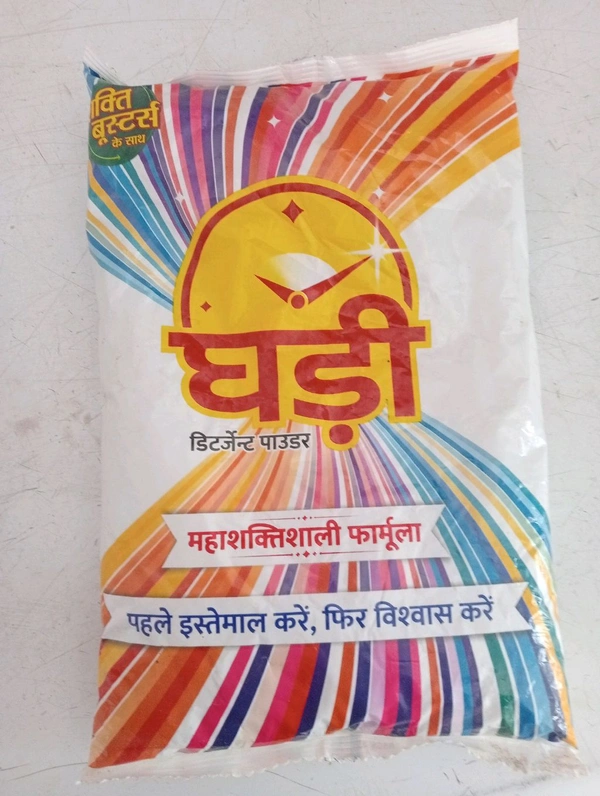 बूस्टर्स
के साथ
घड़ी
डिटर्जेन्ट पाउडर
महाशक्तिशाली फार्मूला
पहले इस्तेमाल करें, फिर विश्वास करें